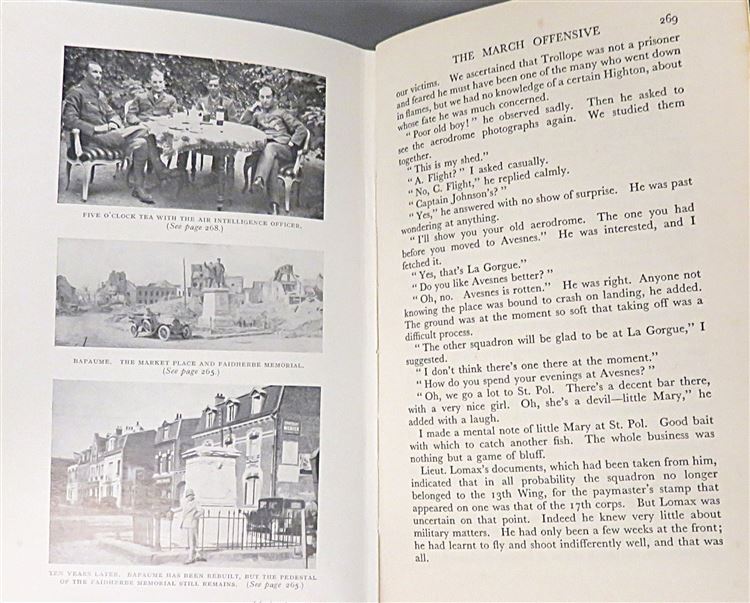 FIVE O'CLOCK TEA WITH THE AIR INTELLIGENCE OFFICER.
(See page 268.)
BAPAUME. THE MARKET PLACE AND FAIDHERBE MEMORIAL.
(See page 265.)
TEN YEARS LATER. BAPAUME HAS BEEN REBUILT, BUT THE PEDESTAL
OF THE FAIDHERBE MEMORIAL STILL REMAINS. (See page 265.)
THE MARCH OFFENSIVE 269
our victims. We ascertained that Trollope was not a prisoner
and feared he must have been one of the many who went down
in flames, but we had no knowledge of a certain Highton, about
whose fate he was much concerned.
"Poor old boy!" he observed sadly. Then he asked to
see the aerodrome photographs again. We studied them
together.
"This is my shed."
"A. Flight?" I asked casually.
"No, C. Flight," he replied calmly.
"Captain Johnson's?"
"Yes," he answered with no show of surprise. He was past
wondering at anything.
"I'll show you your old aerodrome. The one you had
before you moved to Avesnes." He was interested, and I
fetched it.
"Yes, that's La Gorgue."
"Do you like Avesnes better?"
"Oh, no. Avesnes is rotten." He was right. Anyone not
knowing the place was bound to crash on landing, he added.
The ground was at the moment so soft that taking off was a
difficult process.
"The other squadron will be glad to be at La Gorgue," I
suggested.
"I don't think there's one there at the moment."
"How do you spend your evenings at Avesnes?"
"Oh, we go a lot to St. Pol. There's a decent bar there,
with a very nice girl. Oh, she's a devil—little Mary," he
added with a laugh.
I made a mental note of little Mary at St. Pol. Good bait
with which to catch another fish. The whole business was
nothing but a game of bluff.
Lieut. Lomax's documents, which had been taken from him,
indicated that in all probability the squadron no longer
belonged to the 13th Wing, for the paymaster's stamp that
appeared on one was that of the 17th corps. But Lomax was
uncertain on that point. Indeed he knew very little about
military matters. He had only been a few weeks at the front;
he had learnt to fly and shoot indifferently well, and that was
all.